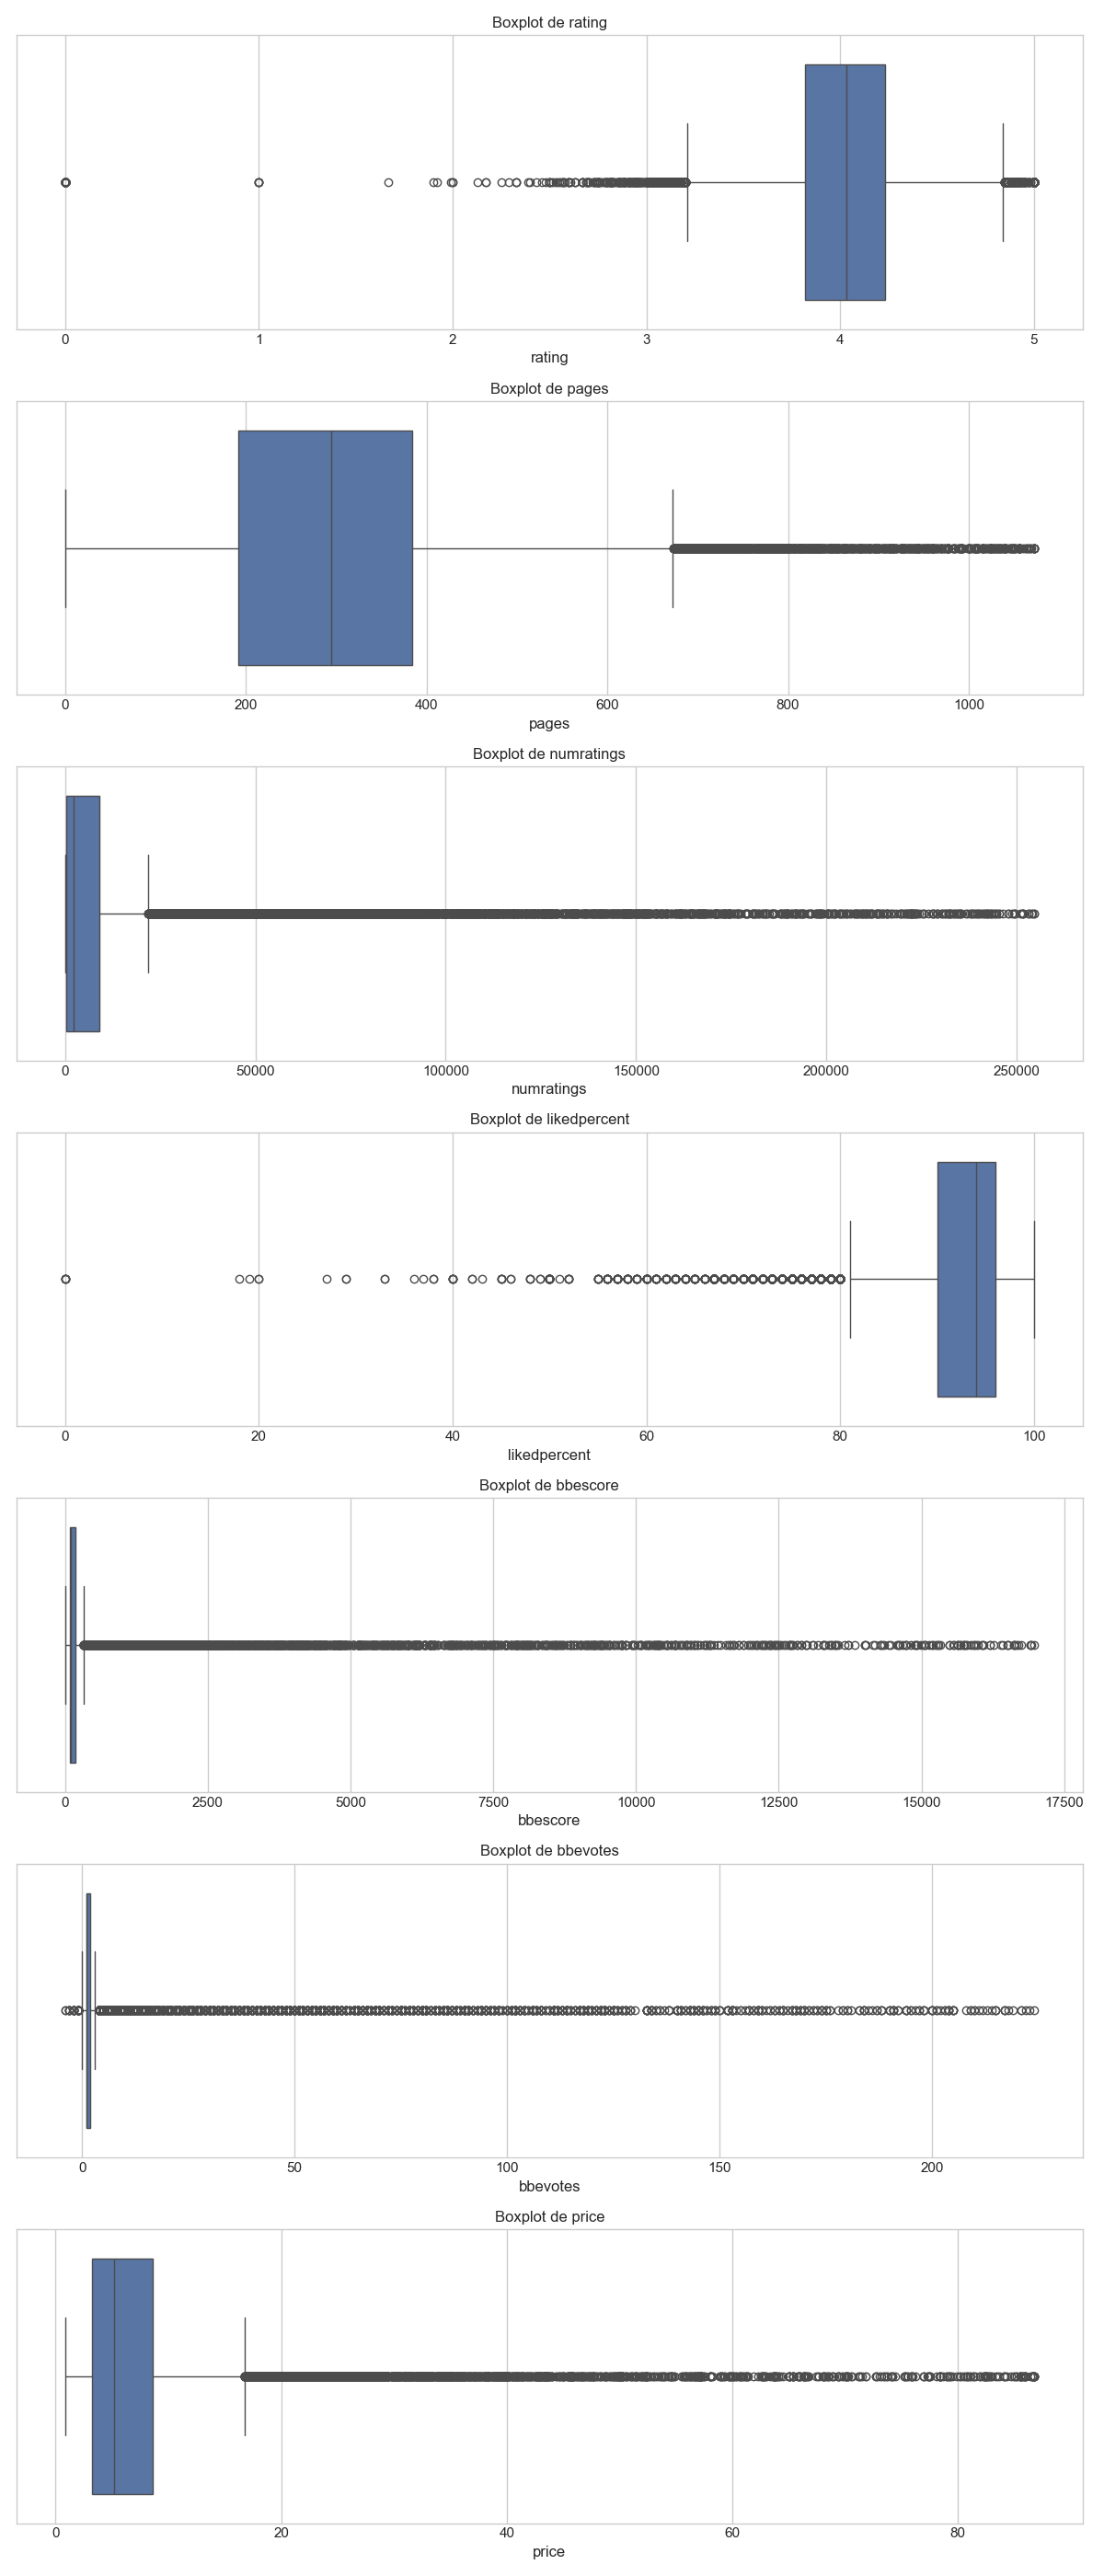 Boxplot de rating
0 1 2 3 4 5
rating
Boxplot de pages
0 200 400 600 800 1000
pages
Boxplot de numratings
0 50000 100000 150000 200000 250000
numratings
Boxplot de likedpercent
0 20 40 60 80 100
likedpercent
Boxplot de bbescore
0 2500 5000 7500 10000 12500 15000 17500
bbescore
Boxplot de bbevotes
0 50 100 150 200
bbevotes
Boxplot de price
0 20 40 60 80
price